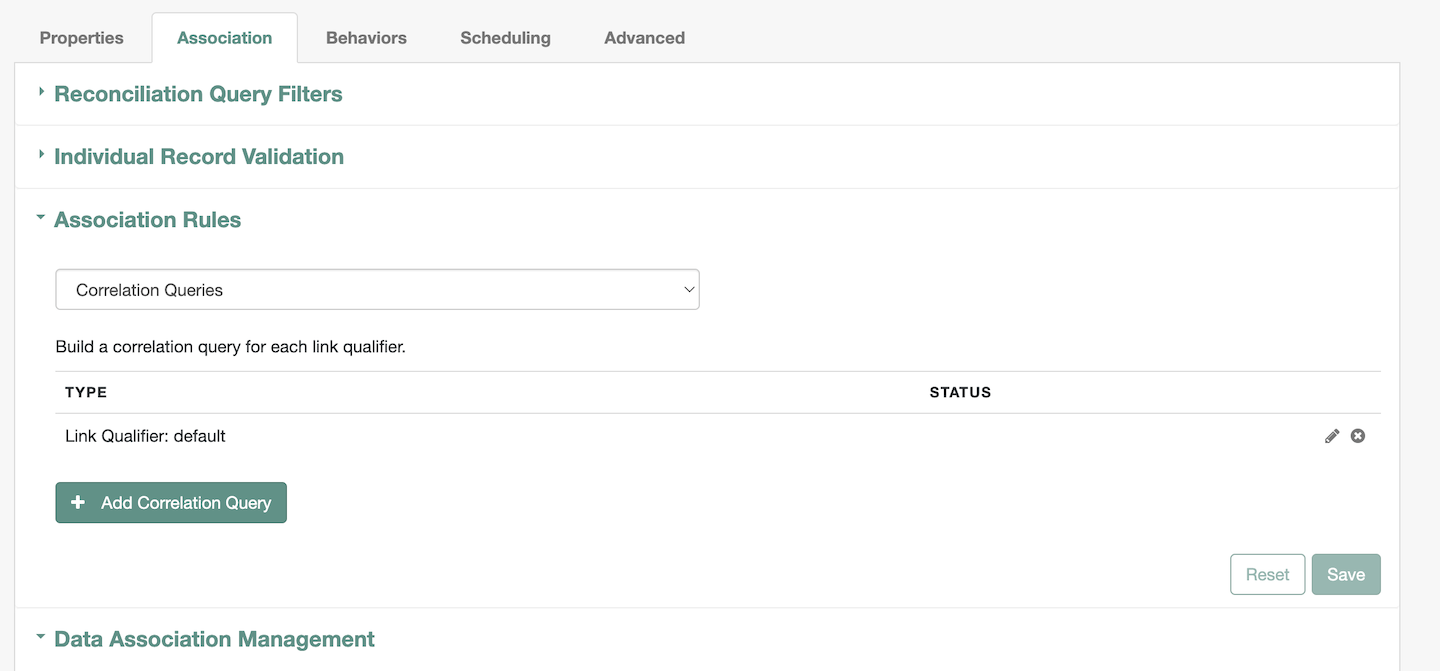 Properties Association Behaviors Scheduling Advanced
Reconciliation Query Filters
Individual Record Validation
Association Rules
Correlation Queries
Build a correlation query for each link qualifier.
TYPE STATUS
Link Qualifier: default
Add Correlation Query
Reset Save
Data Association Management